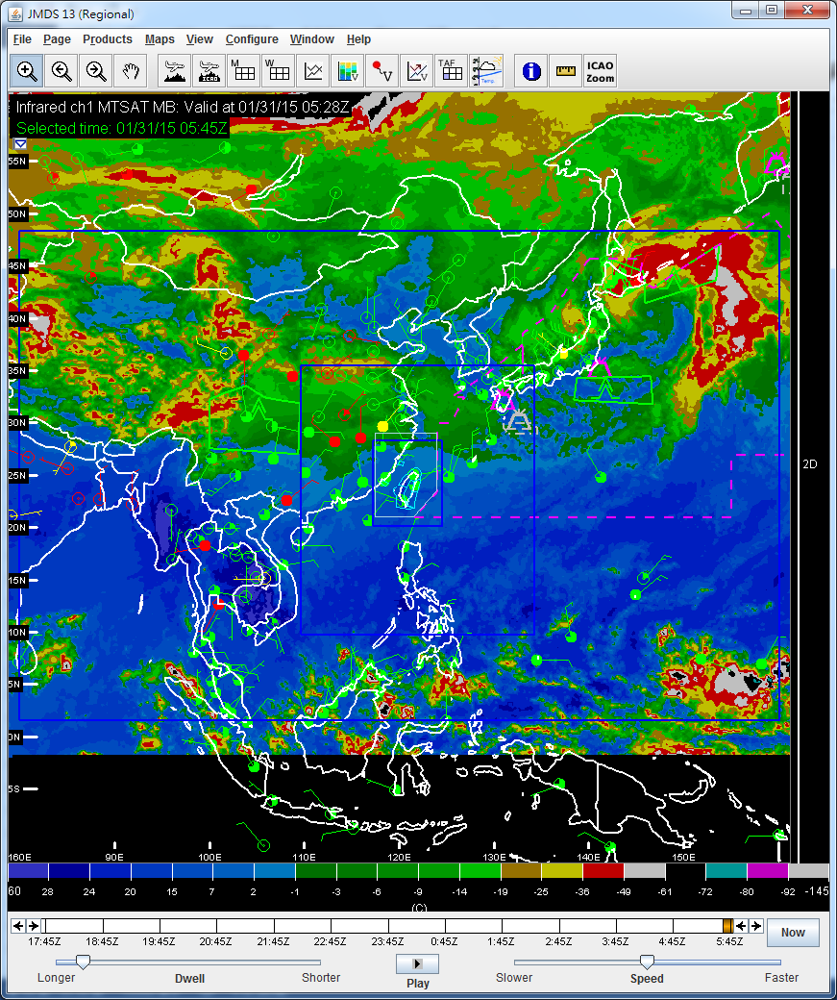 JMDS 13 (Regional)
File Page Products Maps View Configure Window Help
M W TAF ICAO
ICAO V V V Temp. Zoom
Infrared ch1 MTSAT MB: Valid at 01/31/15 05:28Z
Selected time: 01/31/15 05:45Z
55N
50N
45N
40N
35N
30N
25N
2D
20N
15N
10N
5N
0N
5S
160E 90E 100E 110E 120E 130E 140E 150E
60 28 24 20 15 7 2 -1 -3 -6 -9 -14 -19 -25 -36 -49 -61 -72 -80 -92 -145
(C)
17:45Z 18:45Z 19:45Z 20:45Z 21:45Z 22:45Z 23:45Z 0:45Z 1:45Z 2:45Z 3:45Z 4:45Z 5:45Z
Now
Longer Dwell Shorter Play Slower Speed Faster